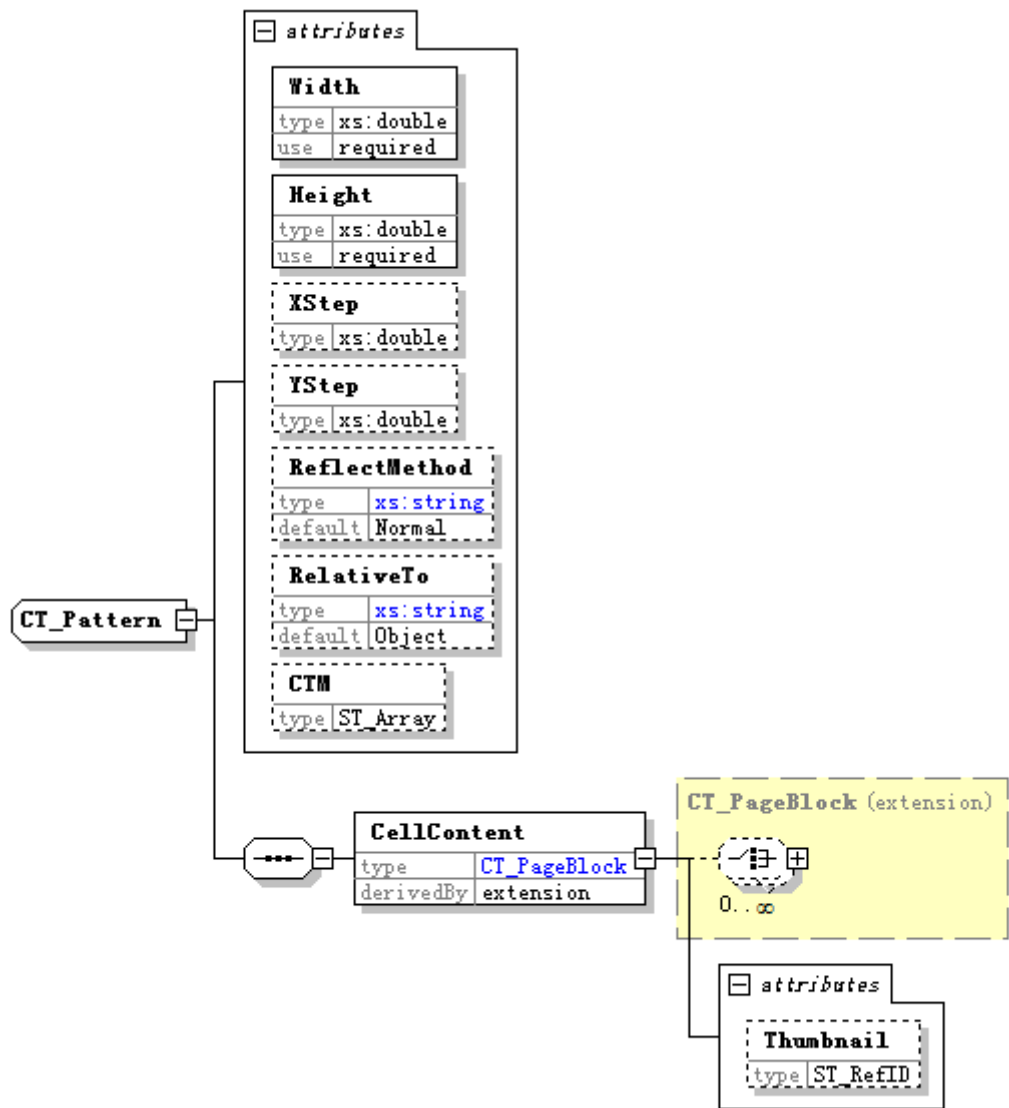 attributes
Width
type xs:double
use required
Height
type xs:double
use required
XStep
type xs:double
YStep
type xs:double
ReflectMethod
type xs:string
default Normal
RelativeTo
type xs:string
default Object
CT_Pattern
CTM
type ST_Array
CT_PageBlock (extension)
CellContent
type CT_PageBlock
derivedBy extension
0..∞
attributes
Thumbnail
type ST_RefID